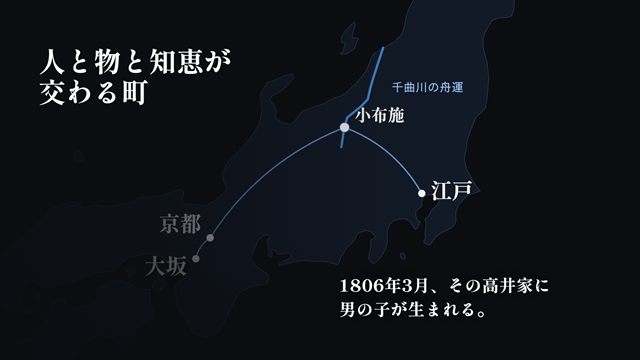 人と物と知恵が
交わる町
千曲川の舟運
小布施
江戸
京都
大坂
1806年3月、その高井家に
男の子が生まれる。